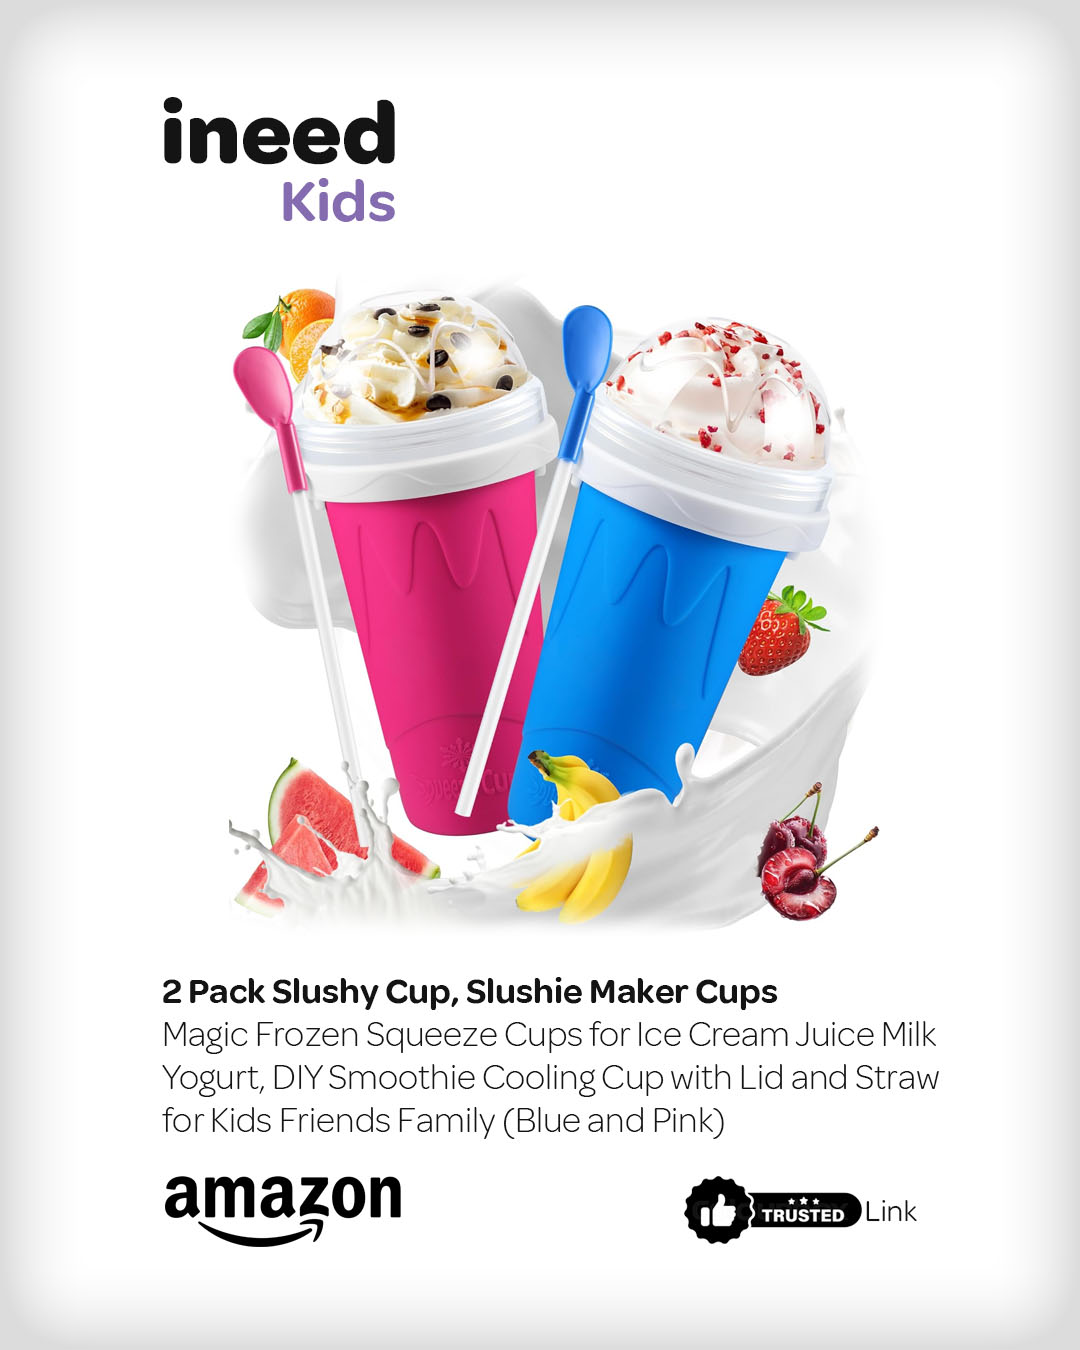 ineed
Kids
2 Pack Slushy Cup, Slushie Maker Cups
Magic Frozen Squeeze Cups for Ice Cream Juice Milk
Yogurt, DIY Smoothie Cooling Cup with Lid and Straw
for Kids Friends Family (Blue and Pink)
amazon
TRUSTED Link